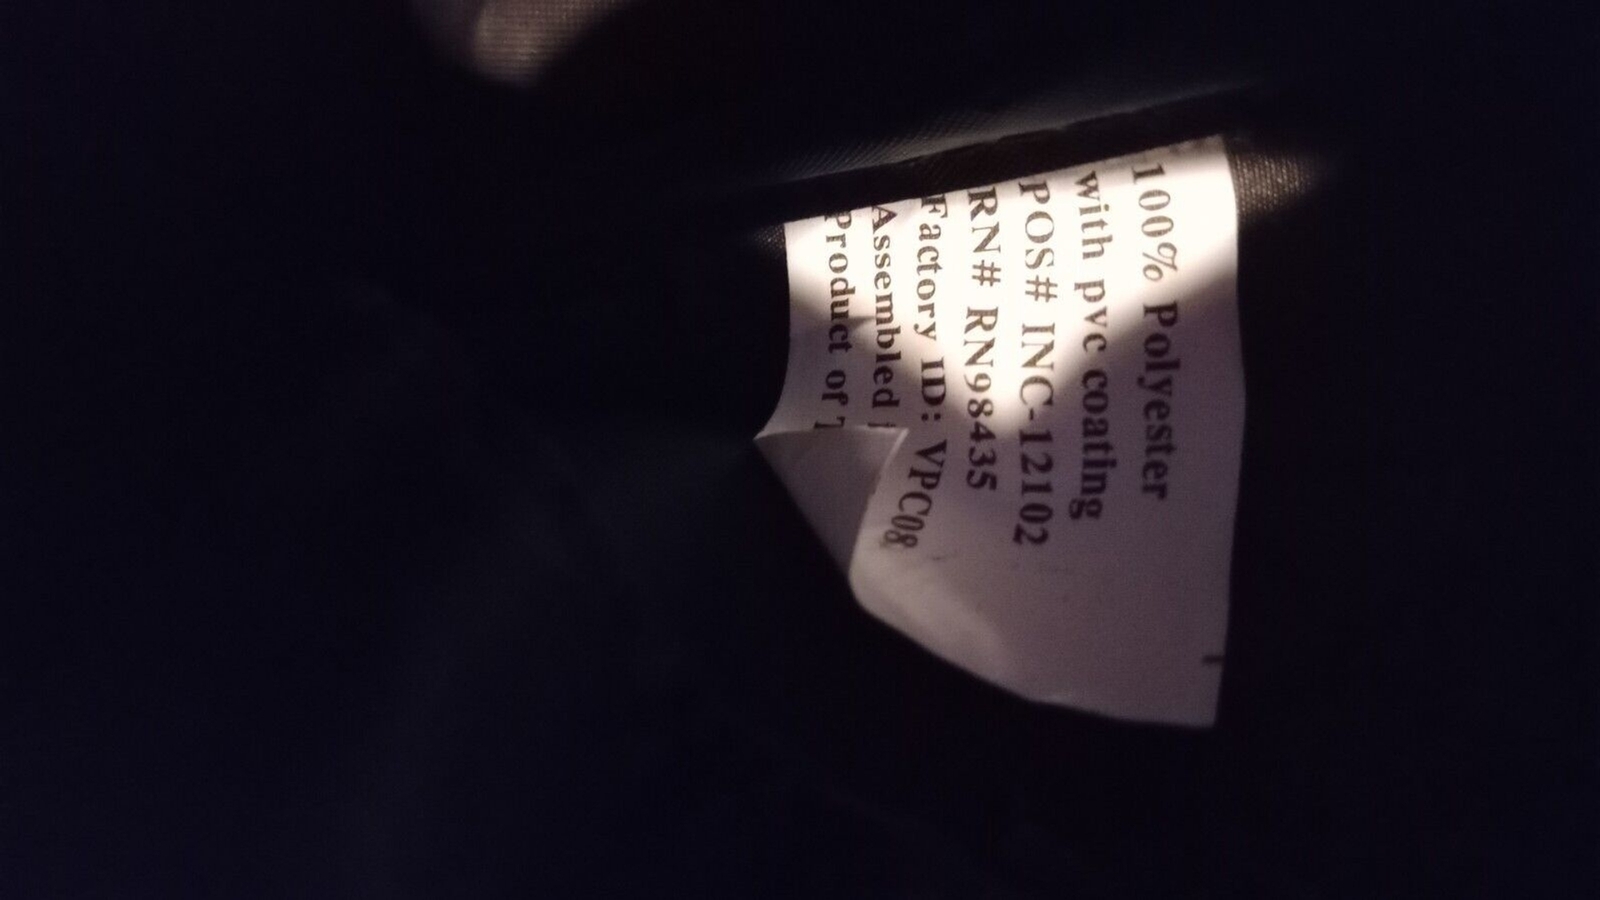 100% Polyester
with pvc coating
POS# INC-12102
RN# RN98435
Factory ID: VPC08
Assembled
Product of